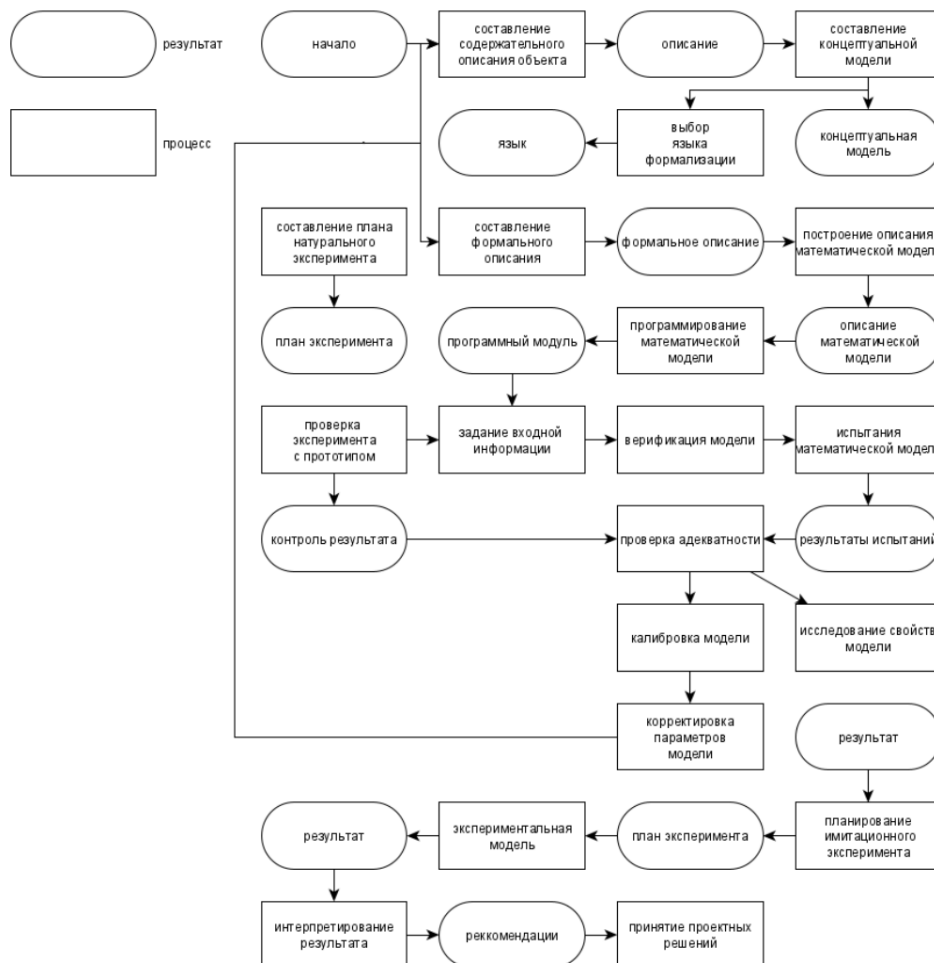 результат
начало
составление
содержательного
описания объекта
описание
составление
концептуальной
модели
процесс
язык
выбор
языка
формализации
концептуальная
модель
составление плана
натурального
эксперимента
составление
формального
описания
формальное описание
построение описания
математической модел
план эксперимента
программный модуль
программирование
математической
модели
описание
математической
модели
проверка
эксперимента
с прототипом
задание входной
информации
верификация модели
испытания
математической модел
контроль результата
проверка адекватности
результаты испытаний
калибровка модели
исследование свойств
модели
корректировка
параметров
модели
результат
результат
экспериментальная
модель
план эксперимента
планирование
имитационного
эксперимента
интерпретирование
результата
реккомендации
принятие проектных
решений